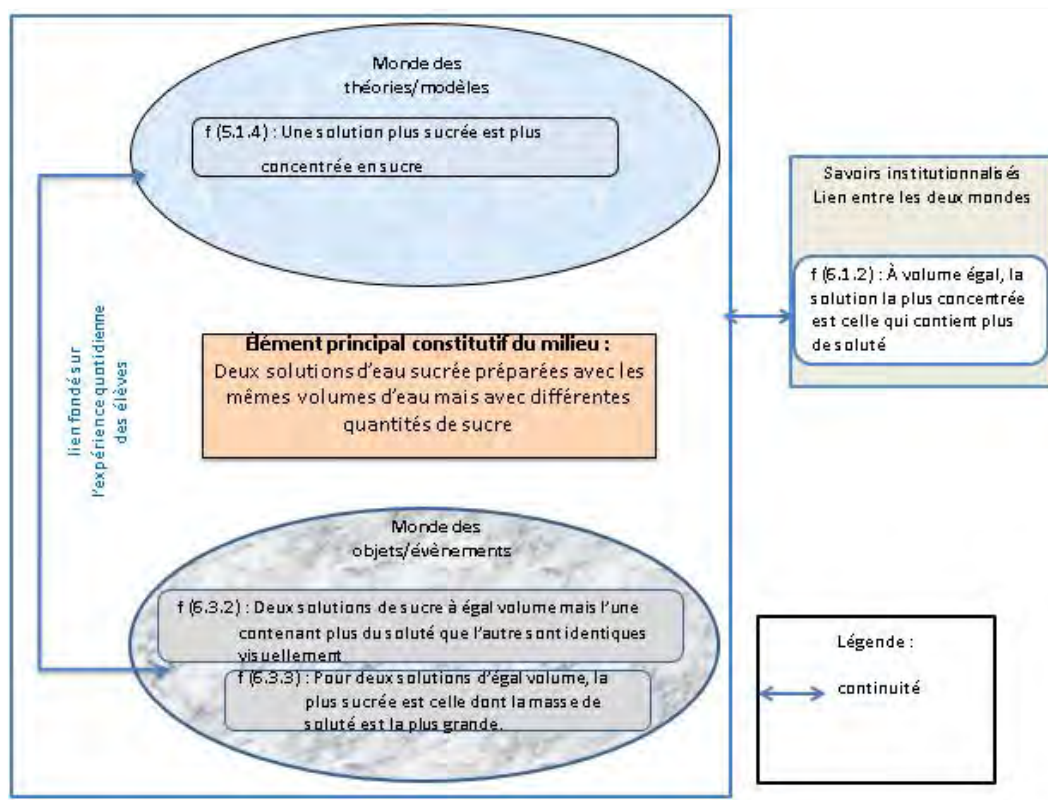 Monde des
théories/modèles
f (5.1.4) : Une solution plus sucrée est plus
concentrée en sucre
Savoirs institutionnalisés
Lien entre les deux mondes
f (6.1.2) : À volume égal, la
solution la plus concentrée
est celle qui contient plus
de soluté
lien fondé sur
l'expérience quotidienne
des élèves
Élément principal constitutif du milieu :
Deux solutions d'eau sucrée préparées avec les
mêmes volumes d'eau mais avec différentes
quantités de sucre
Monde des
objets/évènements
f (6.3.2) : Deux solutions de sucre à égal volume mais l'une
contenant plus du soluté que l'autre sont identiques
visuellement
f (6.3.3) : Pour deux solutions d'égal volume, la
plus sucrée est celle dont la masse de
soluté est la plus grande.
Légende :
continuité